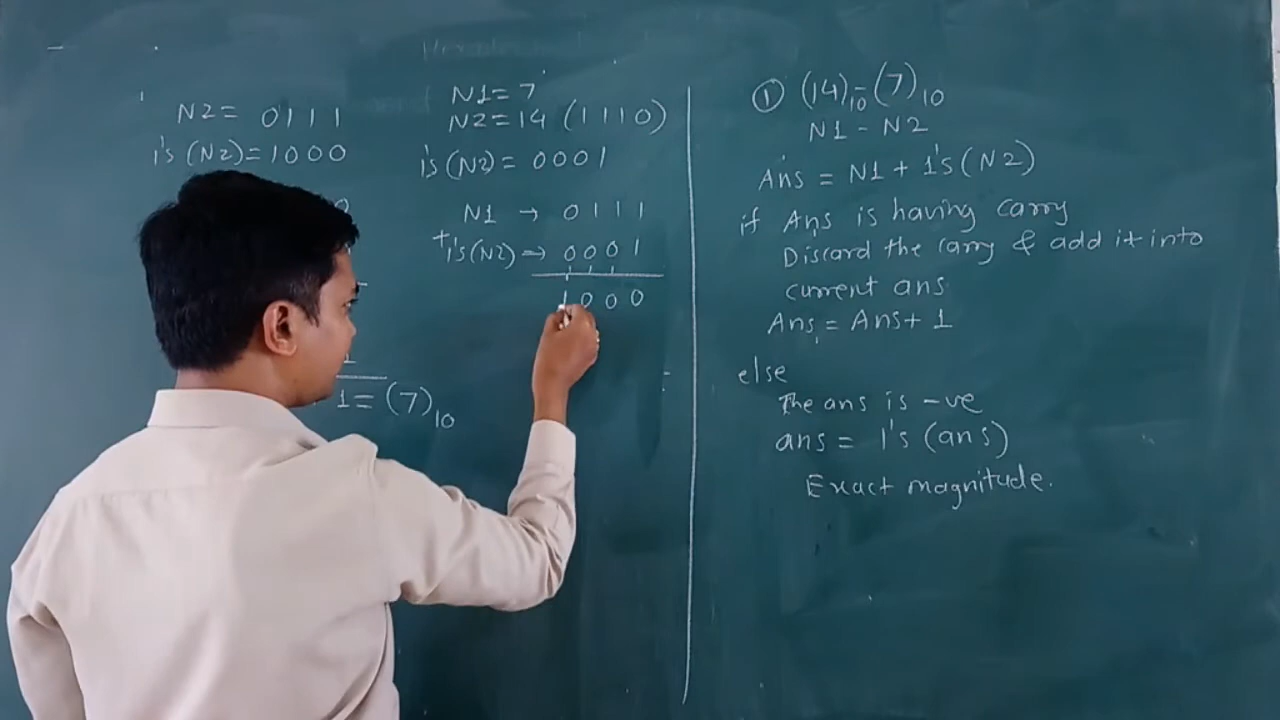 N2 = 0111
1's (N2) = 1000
0
1
1 = (7)10
N1 = 7
N2 = 14 (1110)
1's (N2) = 0001
N1 → 0111
+1's (N2) → 0001
1000
① (14)10 - (7)10
N1 - N2
Ans = N1 + 1's (N2)
if Ans is having carry
Discard the carry & add it into
current ans
Ans = Ans + 1
else
The ans is -ve
ans = 1's (ans)
Exact magnitude.